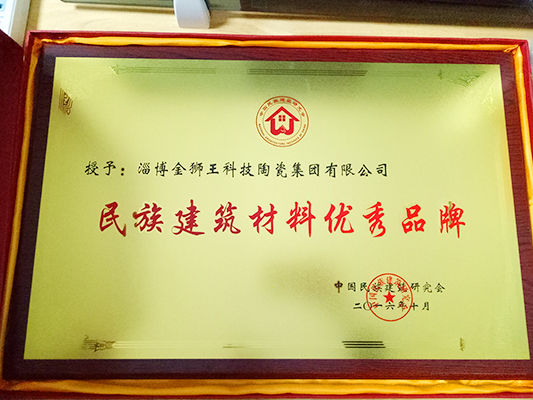 授予：淄博金狮王科技陶瓷集团有限公司
民族建筑材料优秀品牌
中国民族建筑研究会
二〇一六年十月